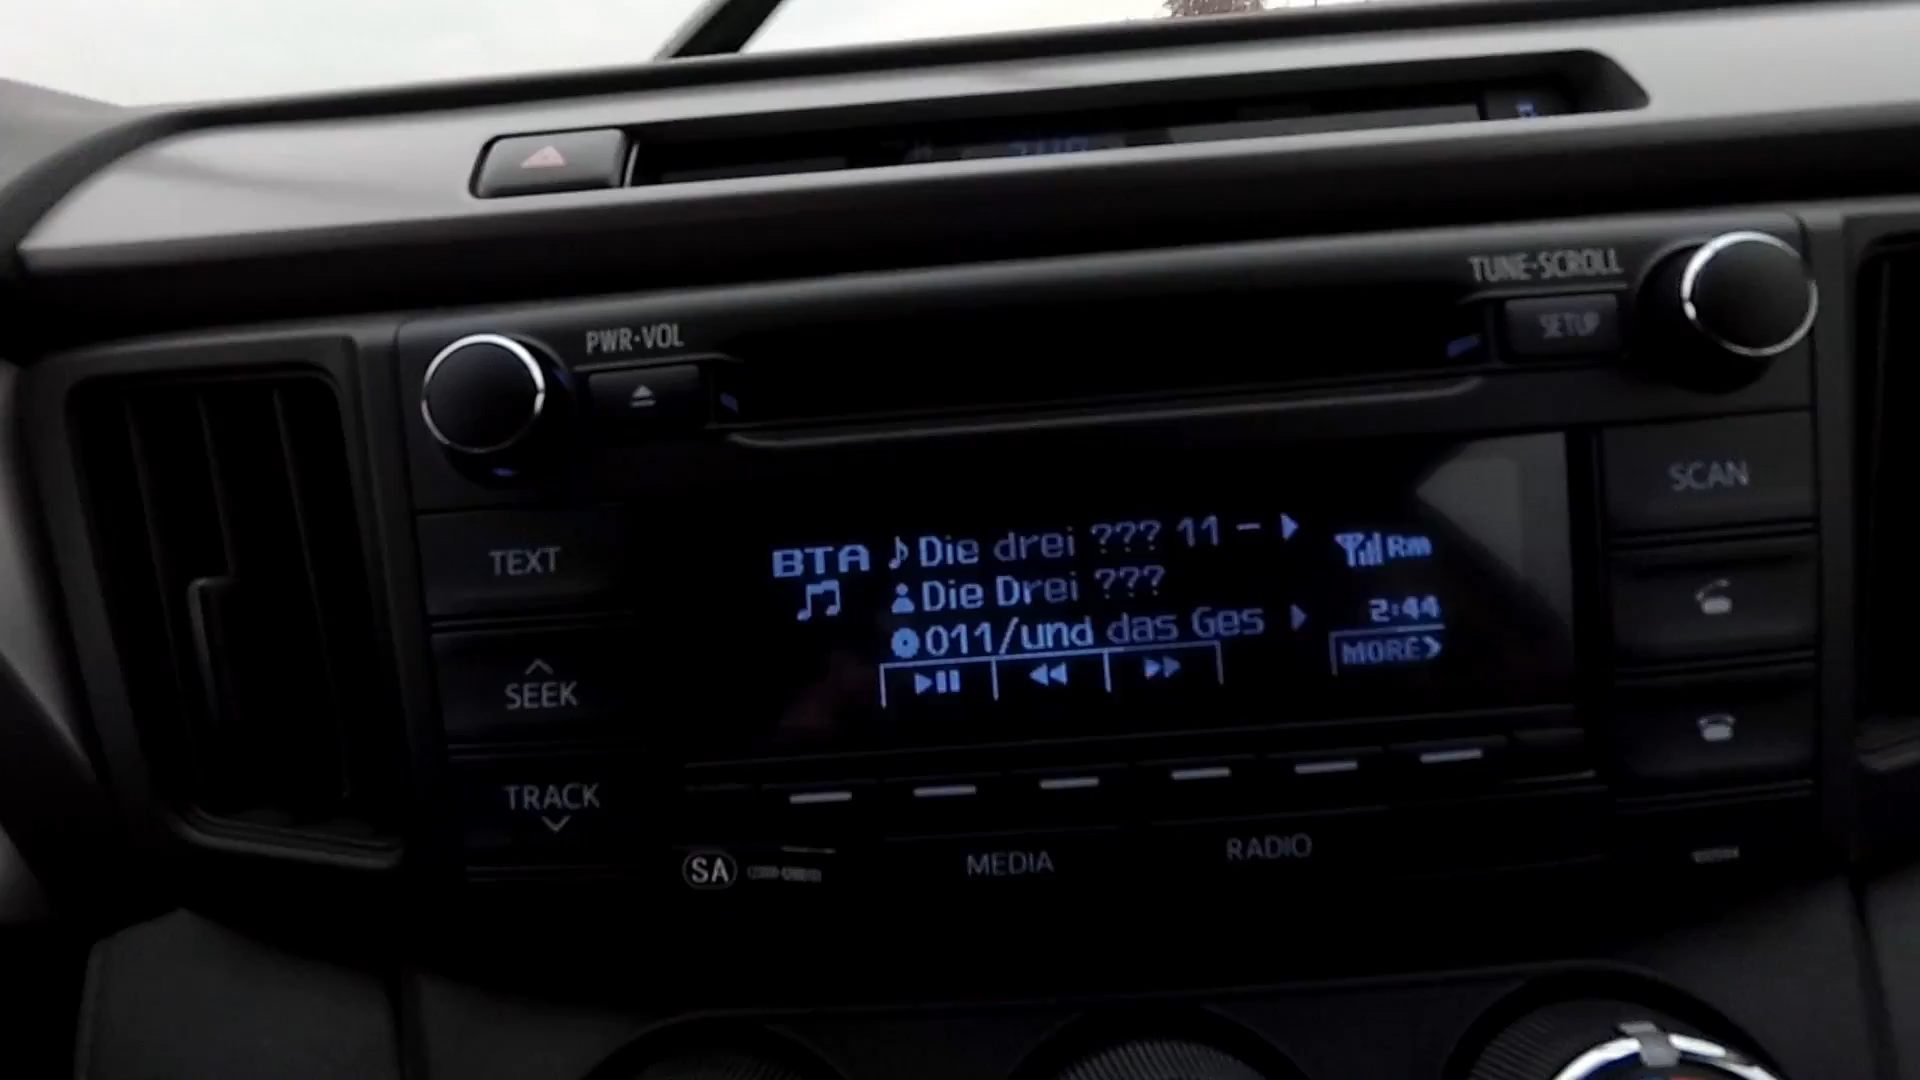 TUNE·SCROLL
PWR·VOL
SETUP
SCAN
TEXT
BTA
Die drei ??? 11 –
Die Drei ???
011/und das Ges
Rm
2:44
MORE
SEEK
TRACK
SA
MEDIA
RADIO